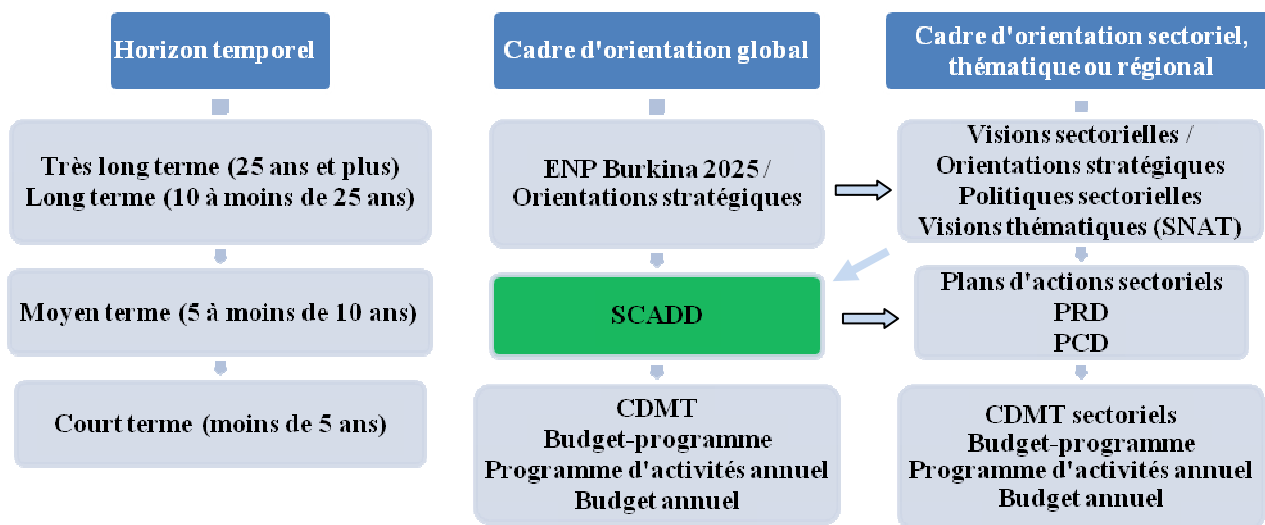 Horizon temporel
Très long terme (25 ans et plus)
Long terme (10 à moins de 25 ans)
Moyen terme (5 à moins de 10 ans)
Court terme (moins de 5 ans)
Cadre d'orientation global
ENP Burkina 2025 /
Orientations stratégiques
SCADD
CDMT
Budget-programme
Programme d'activités annuel
Budget annuel
Cadre d'orientation sectoriel,
thématique ou régional
Visions sectorielles /
Orientations stratégiques
Politiques sectorielles
Visions thématiques (SNAT)
Plans d'actions sectoriels
PRD
PCD
CDMT sectoriels
Budget-programme
Programme d'activités annuel
Budget annuel